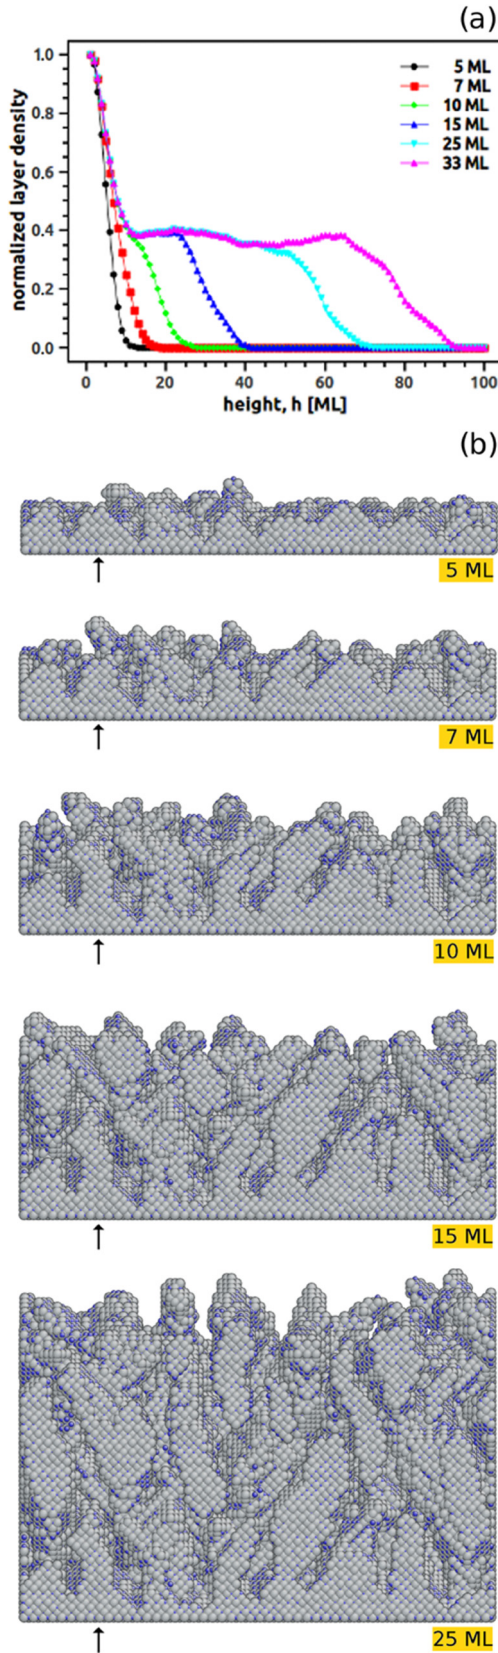 (a)
1.0
0.8
0.6
0.4
0.2
0.0
normalized layer density
5 ML
7 ML
10 ML
15 ML
25 ML
33 ML
0 20 40 60 80 100
height, h [ML]
(b)
5 ML
7 ML
10 ML
15 ML
25 ML